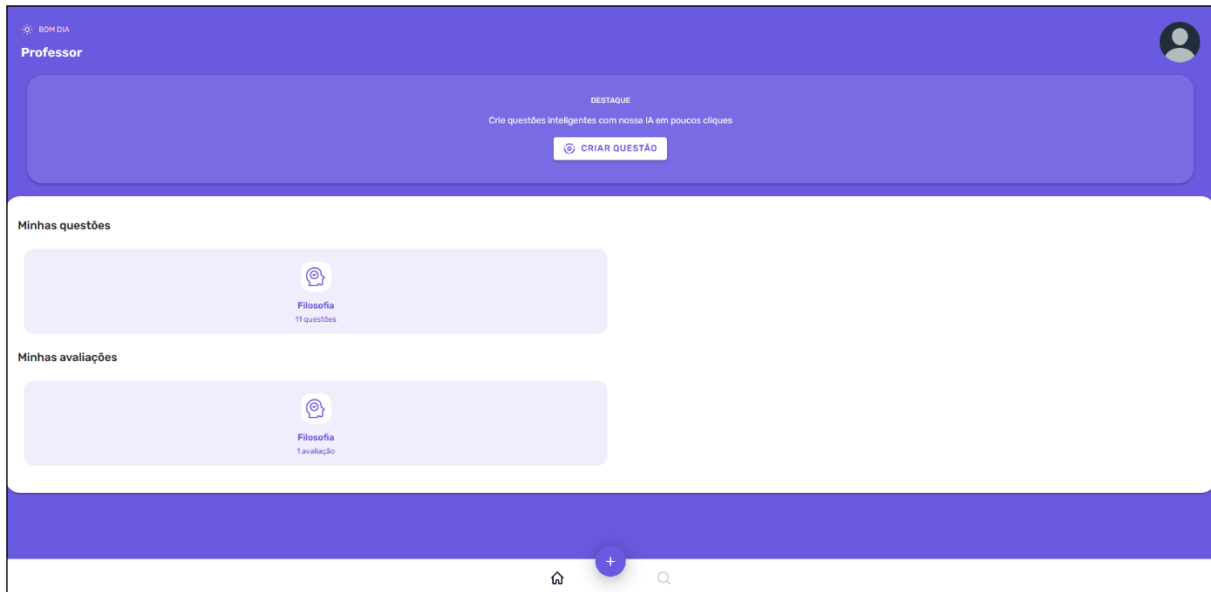 BOM DIA
Professor
DESTAQUE
Crie questões inteligentes com nossa IA em poucos cliques
CRIAR QUESTÃO
Minhas questões
Filosofia
11 questões
Minhas avaliações
Filosofia
1 avaliação